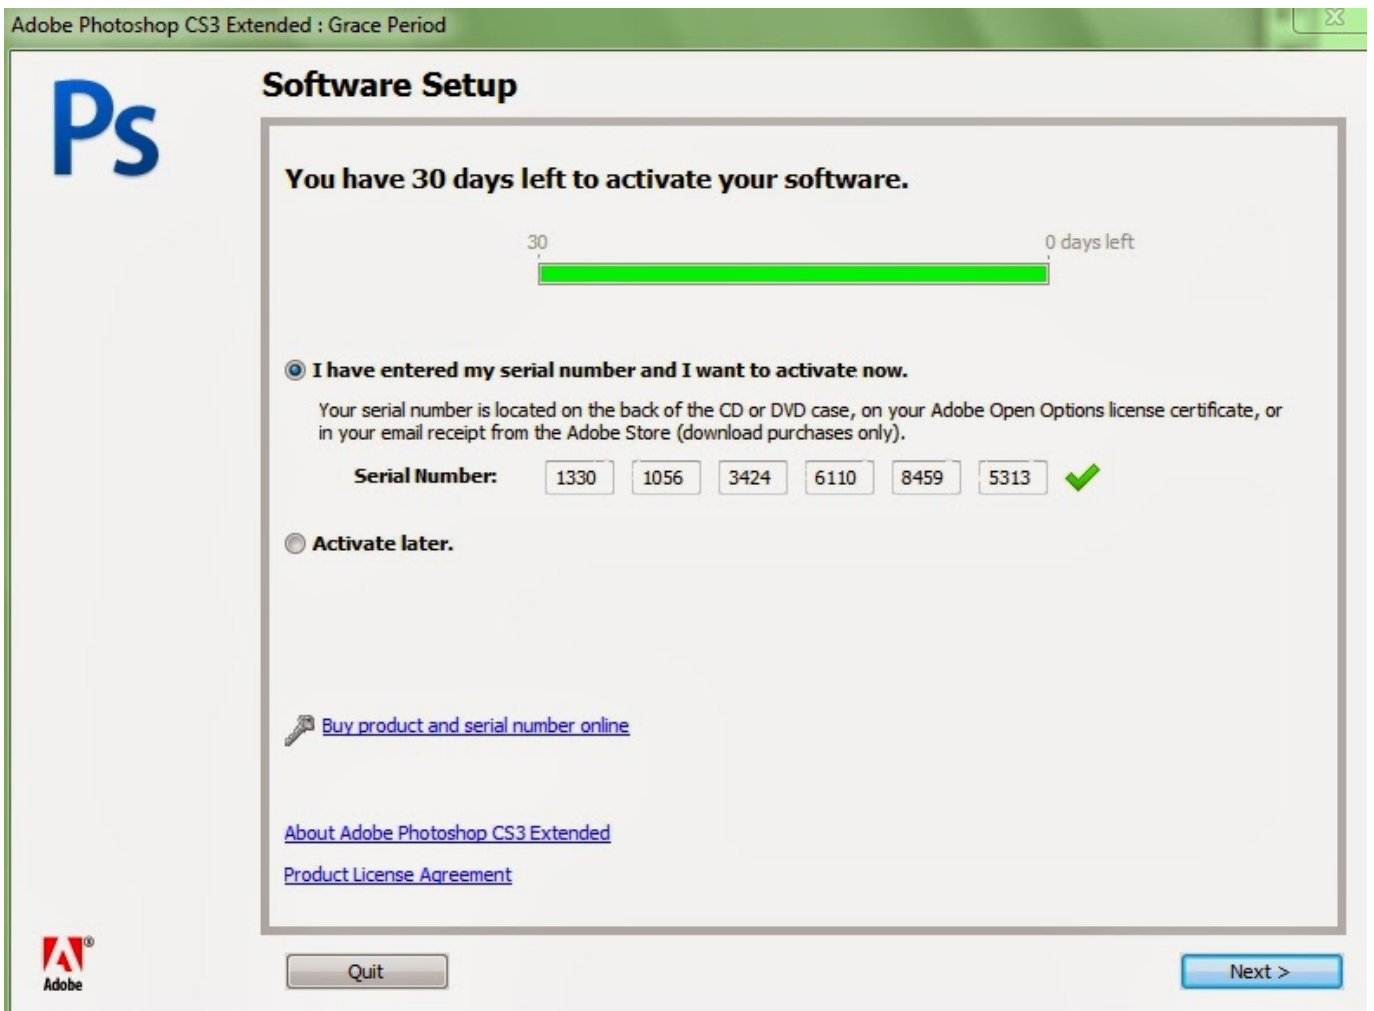 Adobe Photoshop CS3 Extended : Grace Period
Ps
Software Setup
You have 30 days left to activate your software.
30
0 days left
I have entered my serial number and I want to activate now.
Your serial number is located on the back of the CD or DVD case, on your Adobe Open Options license certificate, or
in your email receipt from the Adobe Store (download purchases only).
Serial Number: 1330 1056 3424 6110 8459 5313
Activate later.
Buy product and serial number online
About Adobe Photoshop CS3 Extended
Product License Agreement
Adobe
Quit
Next >